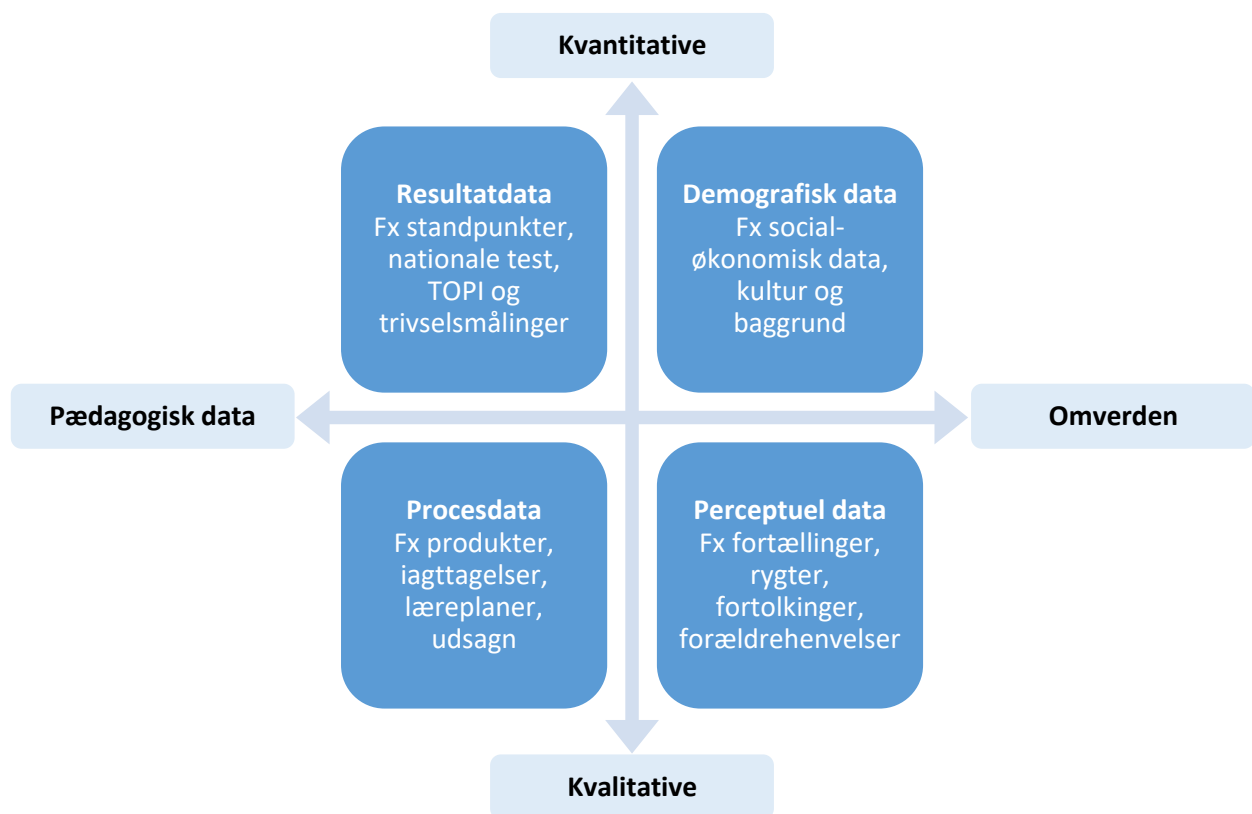 Kvantitative
Resultatdata
Fx standpunkter,
nationale test,
TOPI og
trivselsmålinger
Demografisk data
Fx social-
økonomisk data,
kultur og
baggrund
Pædagogisk data
Omverden
Procesdata
Fx produkter,
iagttagelser,
læreplaner,
udsagn
Perceptuel data
Fx fortællinger,
rygter,
fortolkinger,
forældrehenvelser
Kvalitative